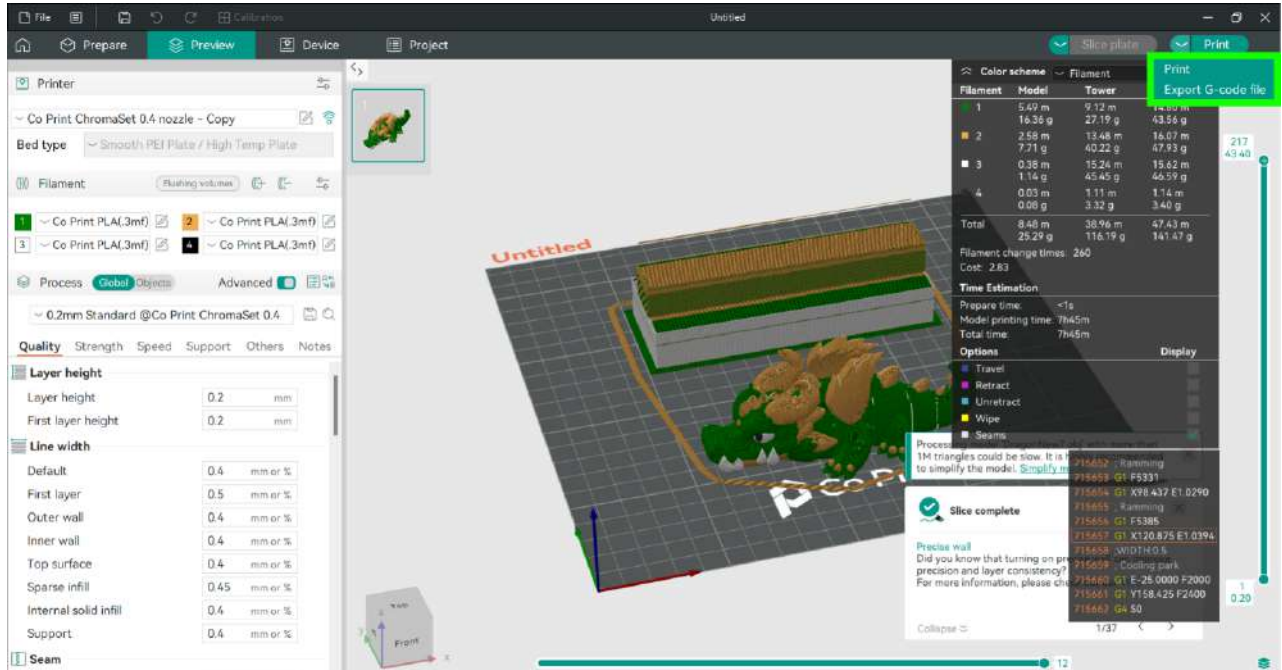 File
Calibration
Untitled
Prepare
Preview
Device
Project
Slice plate
Print
Print
Export G-code file
Printer
Co Print ChromaSet 0.4 nozzle - Copy
Bed type
Smooth PEI Plate / High Temp Plate
Filament
Flushing volumes
1 Co Print PLA(.3mf) 2 Co Print PLA(.3mf)
3 Co Print PLA(.3mf) 4 Co Print PLA(.3mf)
Process Global Objects Advanced
0.2mm Standard @Co Print ChromaSet 0.4
Quality Strength Speed Support Others Notes
Layer height
Layer height 0.2 mm
First layer height 0.2 mm
Line width
Default 0.4 mm or %
First layer 0.5 mm or %
Outer wall 0.4 mm or %
Inner wall 0.4 mm or %
Top surface 0.4 mm or %
Sparse infill 0.45 mm or %
Internal solid infill 0.4 mm or %
Support 0.4 mm or %
Seam
Untitled
Front
Color scheme Filament
Filament Model Tower
1 5.49 m 9.12 m 14.60 m
16.36 g 27.19 g 43.56 g
2 2.58 m 13.48 m 16.07 m
7.71 g 40.22 g 47.93 g
3 0.38 m 15.24 m 15.62 m
1.14 g 45.45 g 46.59 g
4 0.03 m 1.11 m 1.14 m
0.08 g 3.32 g 3.40 g
Total 8.48 m 38.96 m 47.43 m
25.29 g 116.19 g 141.47 g
Filament change times: 260
Cost: 2.83
Time Estimation
Prepare time: <1s
Model printing time: 7h45m
Total time: 7h45m
Options Display
Travel
Retract
Unretract
Wipe
Seams
217
43.40
1
0.20
1M triangles could be slow. It is
to simplify the model. Simplify
Slice complete
Precise wall
Did you know that turning on
precision and layer consistency?
For more information, please
Collapse
1/37
715652 ; Ramming
715653 G1 F5331
715654 G1 X98.437 E1.0290
715655 ; Ramming
715656 G1 F5385
715657 G1 X120.875 E1.0394
715658 ;WIDTH:0.5
715659 ; Cooling park
715660 G1 E-25.0000 F2000
715661 G1 Y158.425 F2400
715662 G4 S0
12